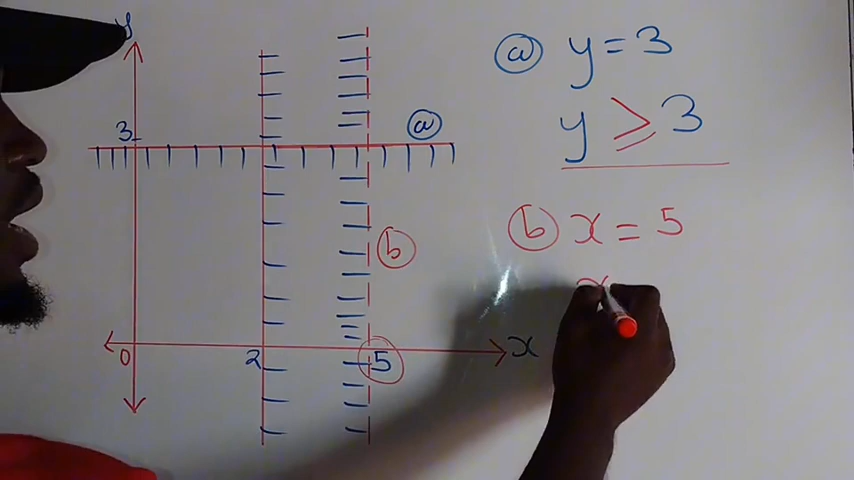 y
3
ⓐ
ⓑ
0
2
5
x
ⓐ y = 3
y ≥ 3
ⓑ x = 5
x